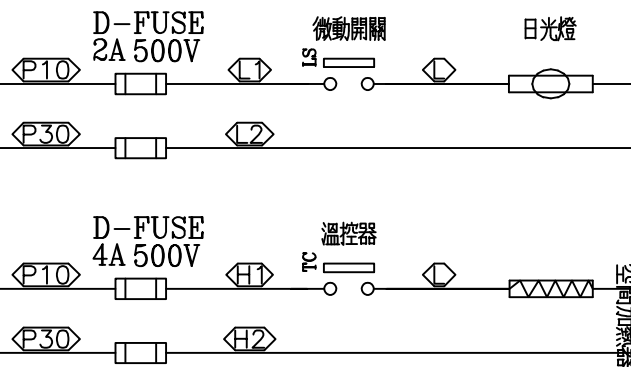 D-FUSE
2A 500V
微動開關
日光燈
P10
L1
LS
L
P30
L2
D-FUSE
4A 500V
溫控器
P10
H1
TC
L
空間加熱器
P30
H2